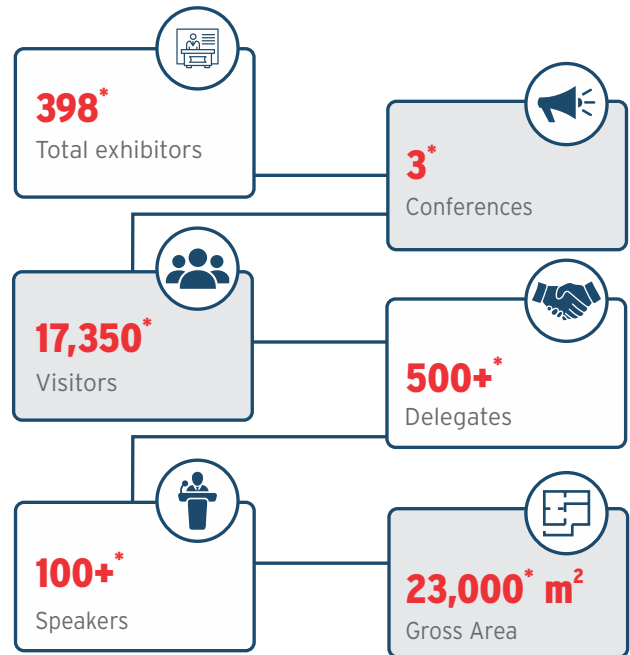 398*
Total exhibitors
3*
Conferences
17,350*
Visitors
500+*
Delegates
100+*
Speakers
23,000* m²
Gross Area